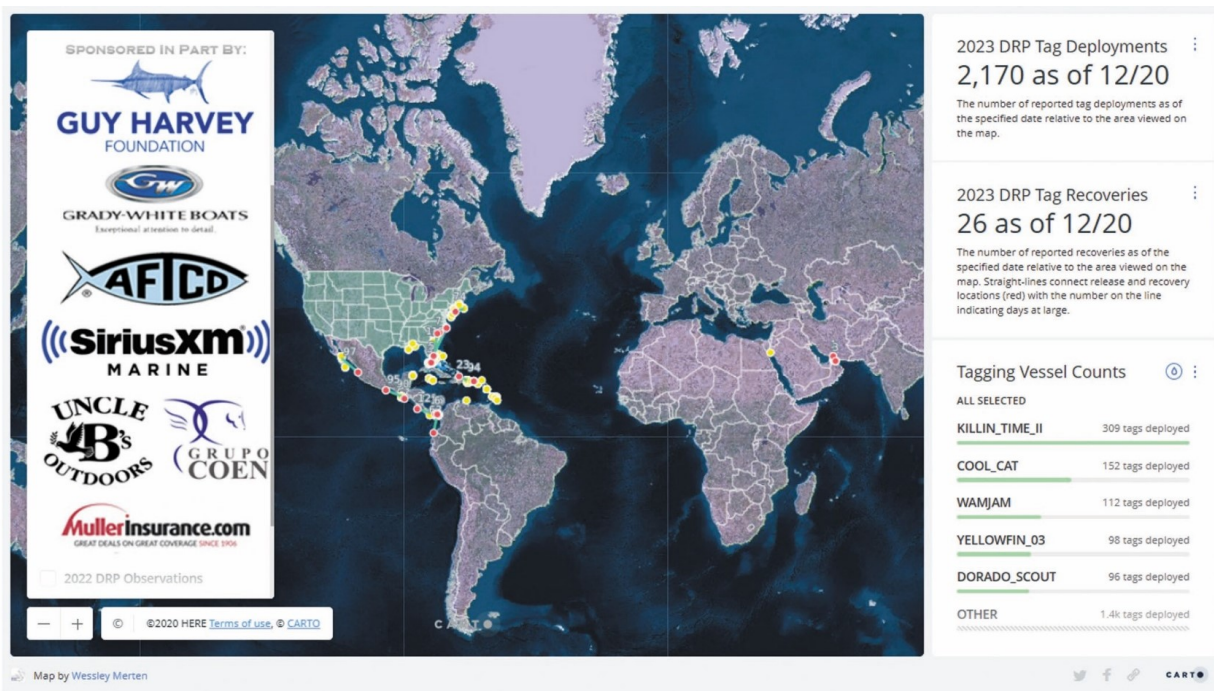 SPONSORED IN PART BY:
GUY HARVEY
FOUNDATION
GW
GRADY-WHITE BOATS
Exceptional attention to detail.
AFTCO
®
SiriusXM
MARINE
UNCLE
B's
OUTDOORS
GRUPO
COEN
Mullerinsurance.com
GREAT DEALS ON GREAT COVERAGE SINCE 1906
2022 DRP Observations
− +
© ©2020 HERE Terms of use, © CARTO
97
2394
95
CARTO
2023 DRP Tag Deployments
2,170 as of 12/20
The number of reported tag deployments as of
the specified date relative to the area viewed on
the map.
2023 DRP Tag Recoveries
26 as of 12/20
The number of reported recoveries as of the
specified date relative to the area viewed on the
map. Straight-lines connect release and recovery
locations (red) with the number on the line
indicating days at large.
Tagging Vessel Counts
ALL SELECTED
KILLIN_TIME_II 309 tags deployed
COOL_CAT 152 tags deployed
WAMJAM 112 tags deployed
YELLOWFIN_03 98 tags deployed
DORADO_SCOUT 96 tags deployed
OTHER 1.4k tags deployed
Map by Wessley Merten
CARTO